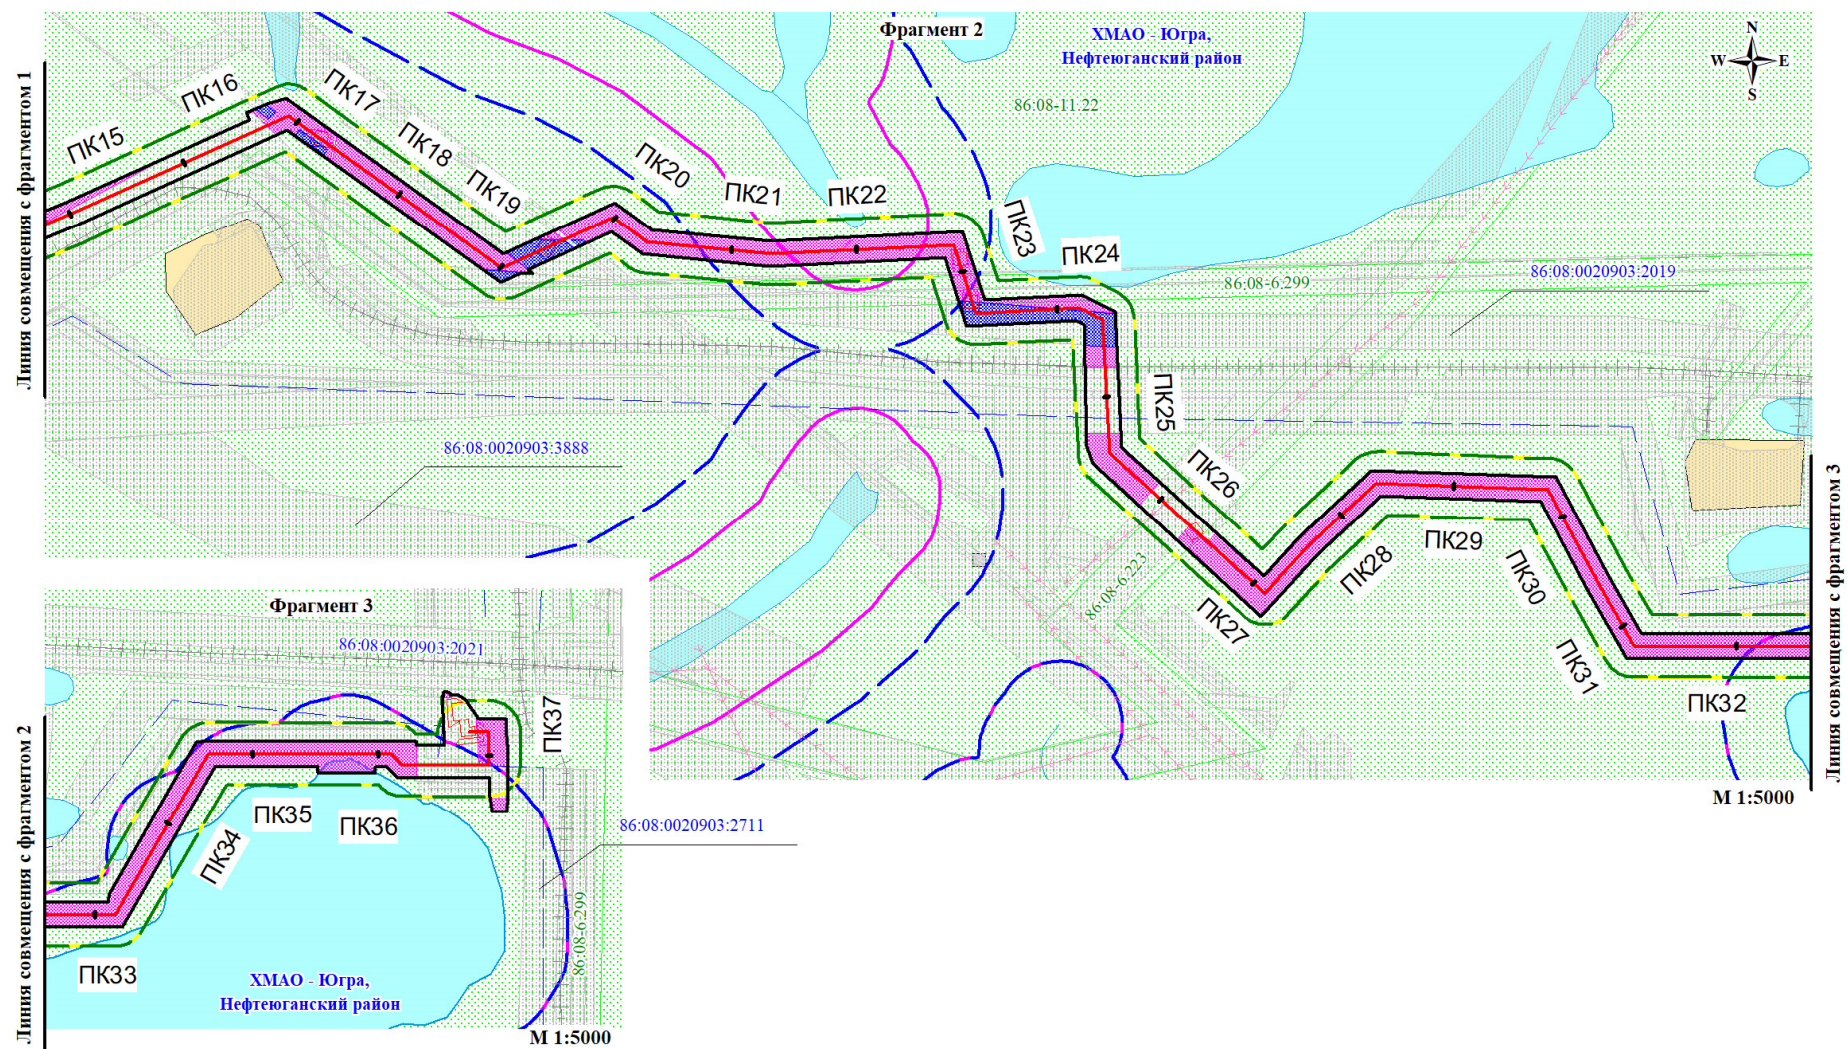 Фрагмент 2
ХМАО - Югра,
Нефтеюганский район
86:08-11.22
N
W
E
S
Линия совмещения с фрагментом 1
ПК15
ПК16
ПК17
ПК18
ПК19
ПК20
ПК21
ПК22
ПК23
ПК24
86:08-6.299
86:08:0020903:2019
ПК25
86:08:0020903:3888
ПК26
86:08-6.223
ПК27
ПК28
ПК29
ПК30
ПК31
ПК32
Линия совмещения с фрагментом 3
М 1:5000
Фрагмент 3
86:08:0020903:2021
Линия совмещения с фрагментом 2
ПК33
ПК34
ПК35
ПК36
ПК37
86:08:0020903:2711
86:08-6.299
ХМАО - Югра,
Нефтеюганский район
М 1:5000